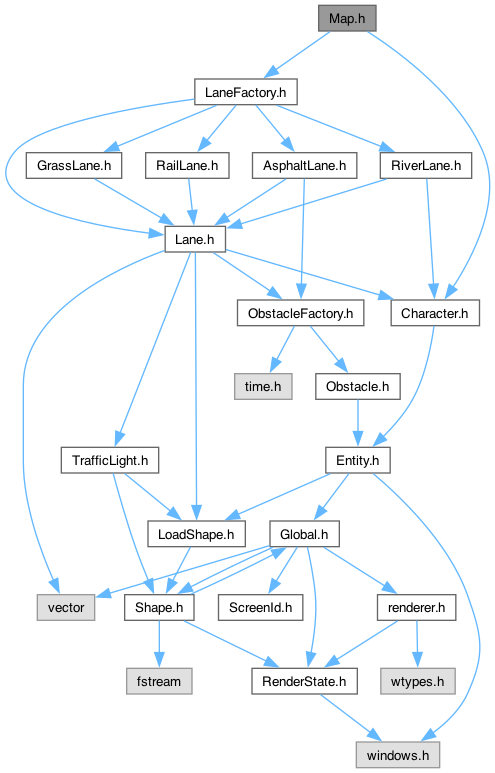 Map.h
LaneFactory.h
GrassLane.h
RailLane.h
AsphaltLane.h
RiverLane.h
Lane.h
ObstacleFactory.h
Character.h
time.h
Obstacle.h
TrafficLight.h
Entity.h
LoadShape.h
Global.h
vector
Shape.h
ScreenId.h
renderer.h
fstream
RenderState.h
wtypes.h
windows.h